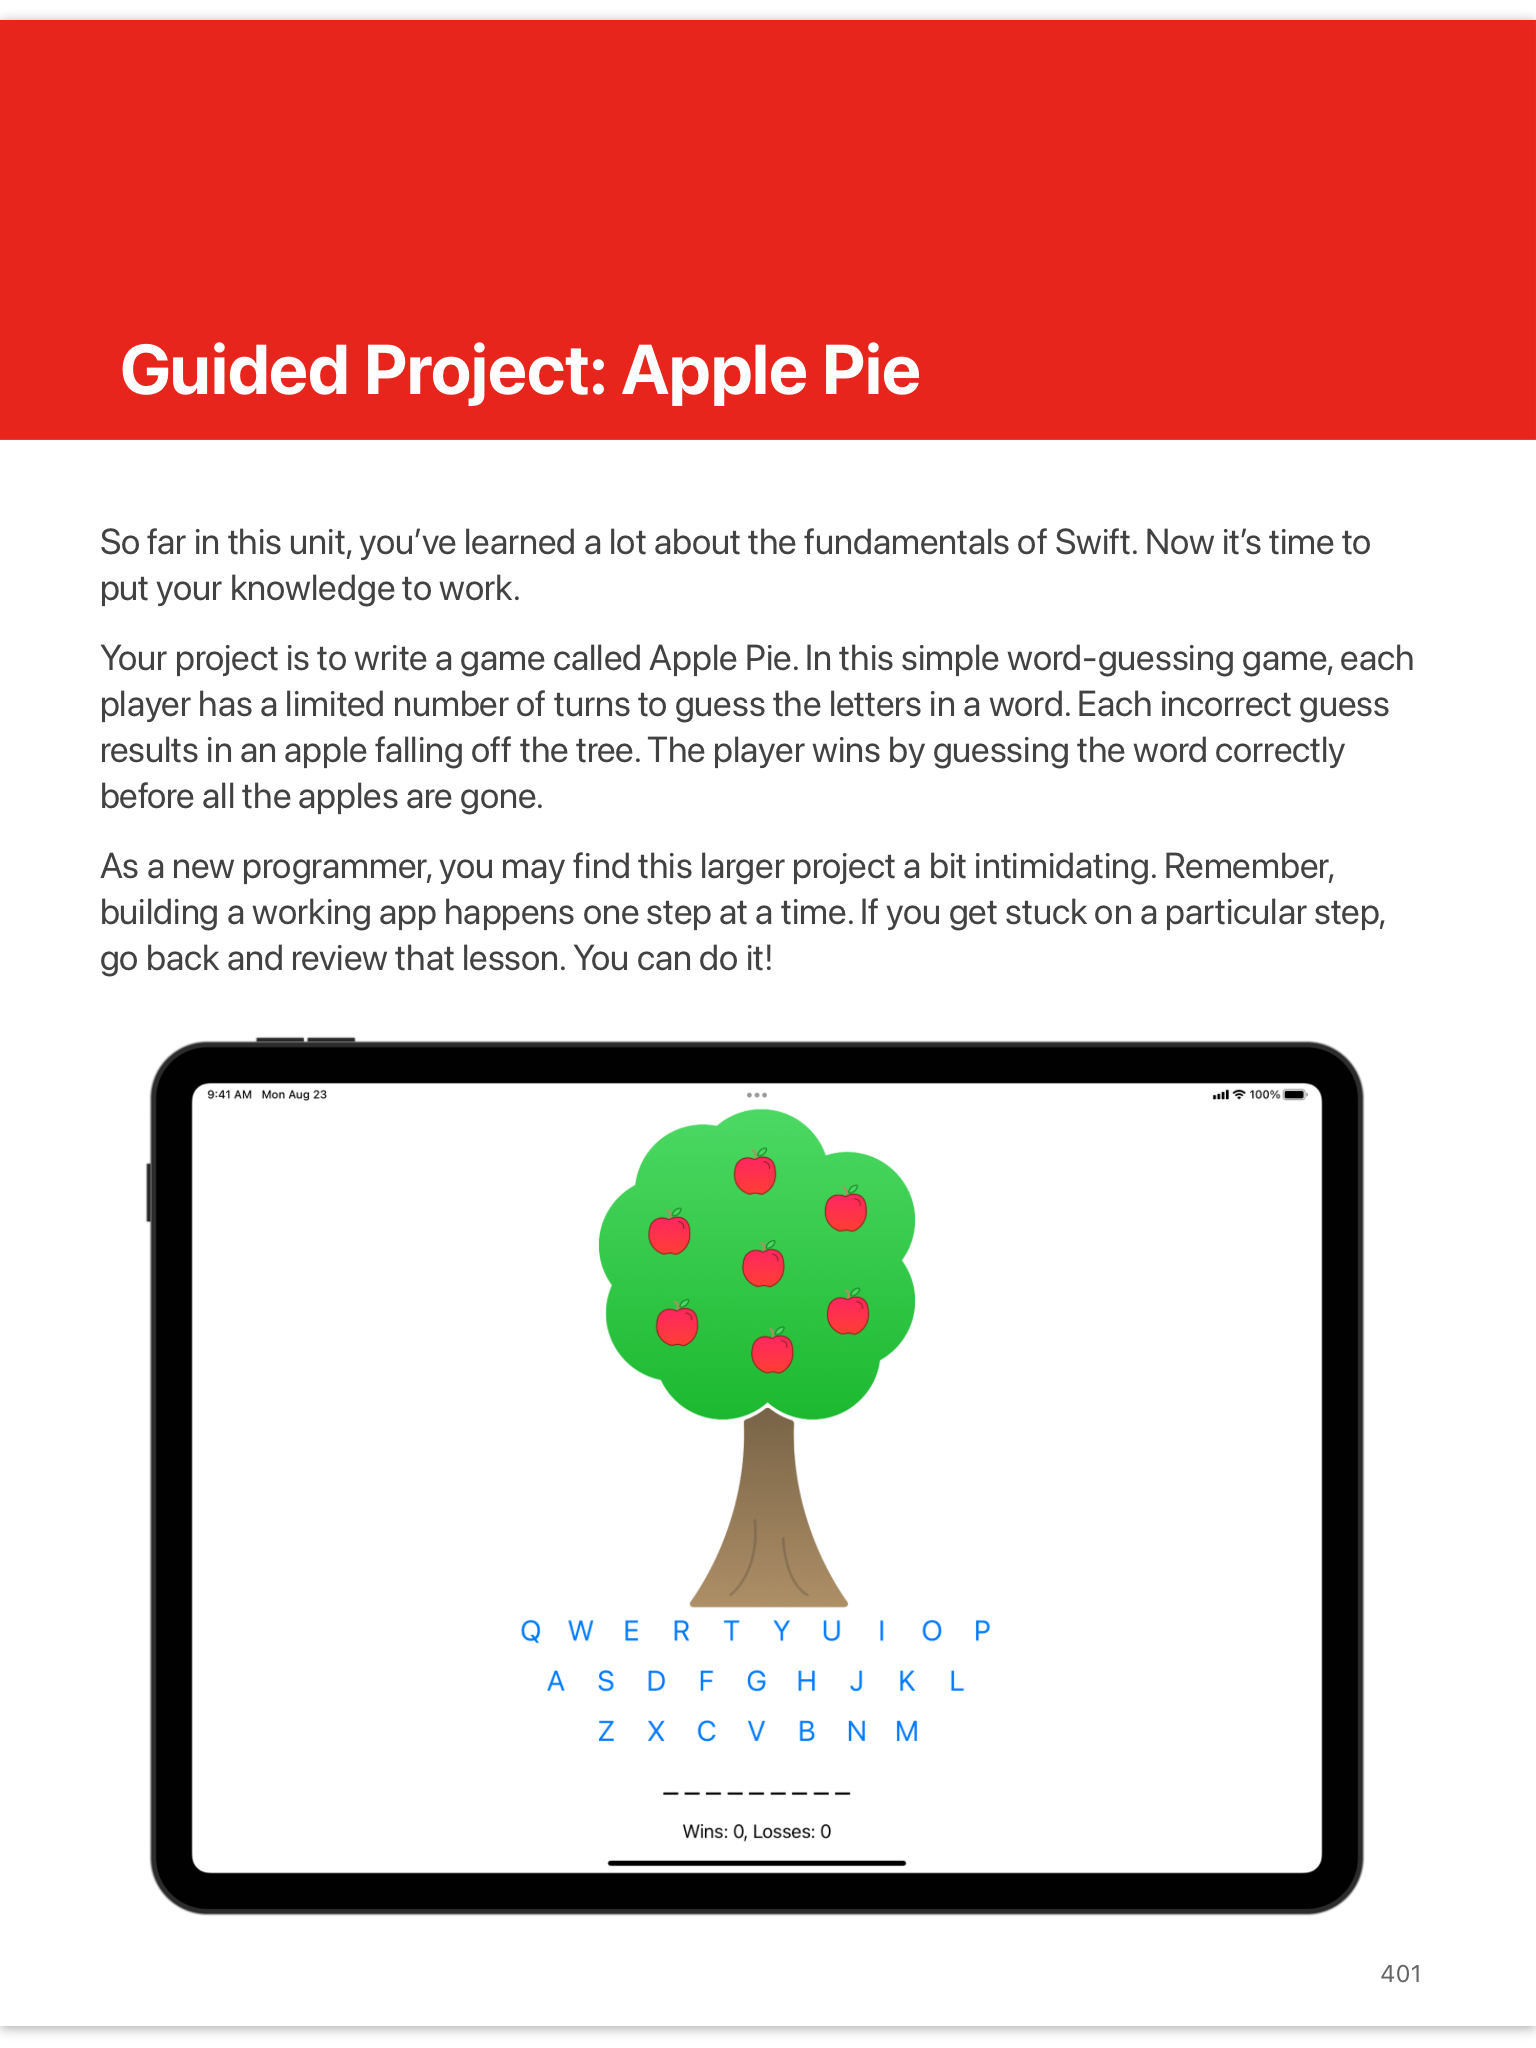 Guided Project: Apple Pie
So far in this unit, you’ve learned a lot about the fundamentals of Swift. Now it’s time to
put your knowledge to work.
Your project is to write a game called Apple Pie. In this simple word-guessing game, each
player has a limited number of turns to guess the letters in a word. Each incorrect guess
results in an apple falling off the tree. The player wins by guessing the word correctly
before all the apples are gone.
As a new programmer, you may find this larger project a bit intimidating. Remember,
building a working app happens one step at a time. If you get stuck on a particular step,
go back and review that lesson. You can do it!
9:41 AM Mon Aug 23 100%
Q W E R T Y U I O P
A S D F G H J K L
Z X C V B N M
_ _ _ _ _ _ _ _ _
Wins: 0, Losses: 0
401